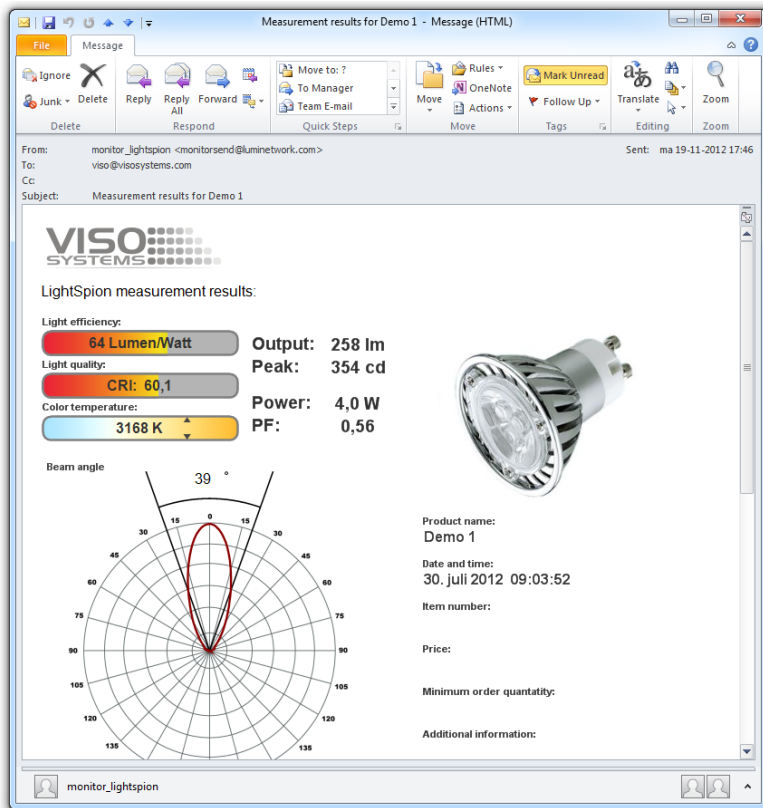 Measurement results for Demo 1 - Message (HTML)
File Message
Ignore
Junk
Delete
Reply
Reply All
Forward
Move to: ?
To Manager
Team E-mail
Move
Rules
OneNote
Actions
Mark Unread
Follow Up
Translate
Zoom
Delete Respond Quick Steps Move Tags Editing Zoom
From: monitor_lightspion <monitorsend@luminetwork.com> Sent: ma 19-11-2012 17:46
To: viso@visosystems.com
Cc:
Subject: Measurement results for Demo 1
VISO
SYSTEMS
LightSpion measurement results:
Light efficiency:
64 Lumen/Watt
Light quality:
CRI: 60,1
Color temperature:
3168 K
Output: 258 lm
Peak: 354 cd
Power: 4,0 W
PF: 0,56
Beam angle
39 °
30 15 0 15 30
45 45
60 60
75 75
90 90
105 105
120 120
135 135
Product name:
Demo 1
Date and time:
30. juli 2012 09:03:52
Item number:
Price:
Minimum order quantatity:
Additional information:
monitor_lightspion